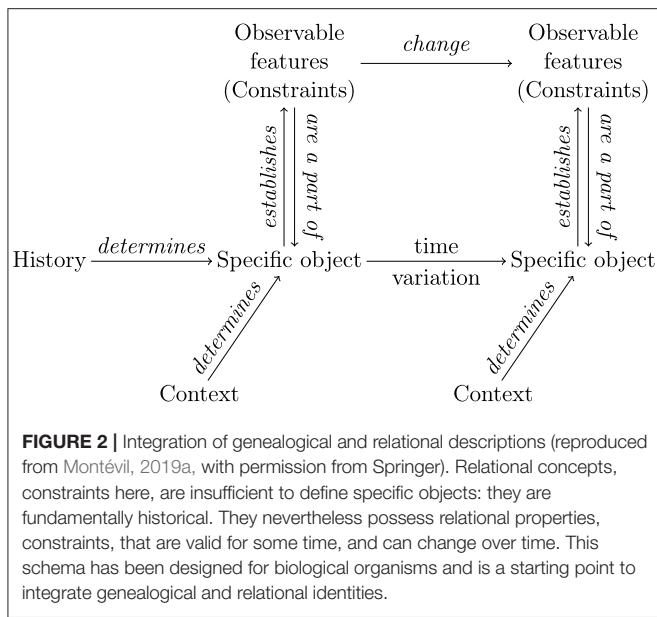 Observable
features
(Constraints)
change
Observable
features
(Constraints)
establishes
are a part of
establishes
are a part of
History
determines
Specific object
time
variation
Specific object
determines
determines
Context
Context
FIGURE 2 | Integration of genealogical and relational descriptions (reproduced
from Montévil, 2019a, with permission from Springer). Relational concepts,
constraints here, are insufficient to define specific objects: they are
fundamentally historical. They nevertheless possess relational properties,
constraints, that are valid for some time, and can change over time. This
schema has been designed for biological organisms and is a starting point to
integrate genealogical and relational identities.